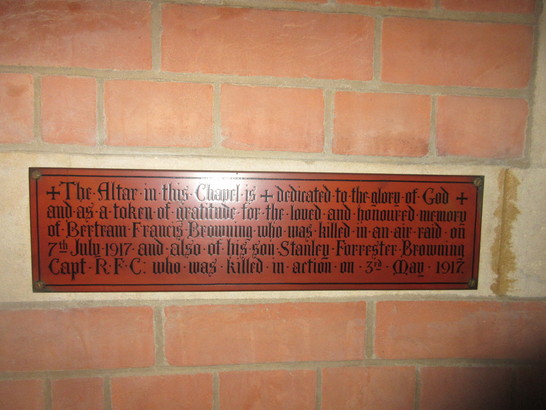 + The · Altar · in · this · Chapel · is + dedicated · to · the · glory · of · God +
and · as · a · token · of · gratitude · for · the · loved · and · honoured · memory
of · Bertram · Francis · Browning · who · was · killed · in · an · air · raid · on
7th · July · 1917 · and · also · of · his · son · Stanley · Forrester · Browning
Capt · R · F · C : who · was · killed · in · action · on · 3rd · May · 1917.